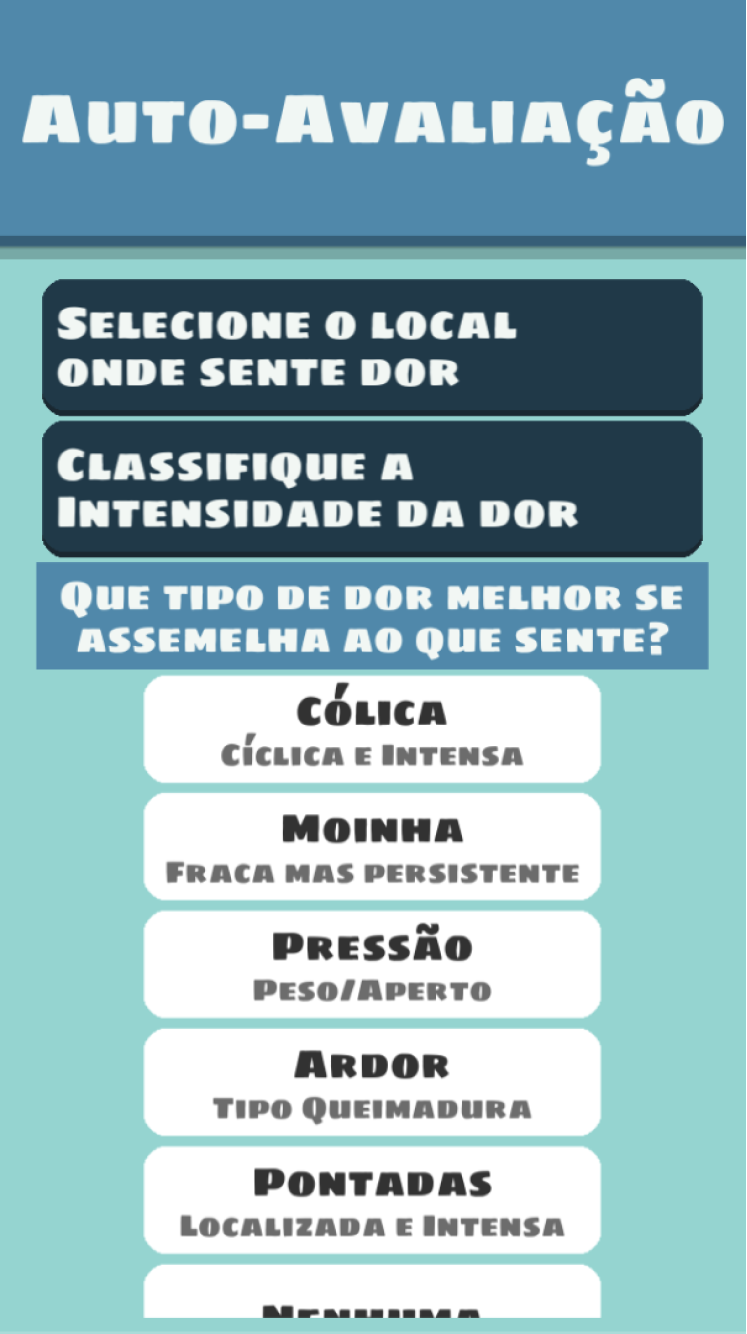 Auto-Avaliação
Selecione o local
onde sente dor
Classifique a
Intensidade da dor
Que tipo de dor melhor se
assemelha ao que sente?
Cólica
Cíclica e Intensa
Moinha
Fraca mas persistente
Pressão
Peso/Aperto
Ardor
Tipo Queimadura
Pontadas
Localizada e Intensa
Nenhuma